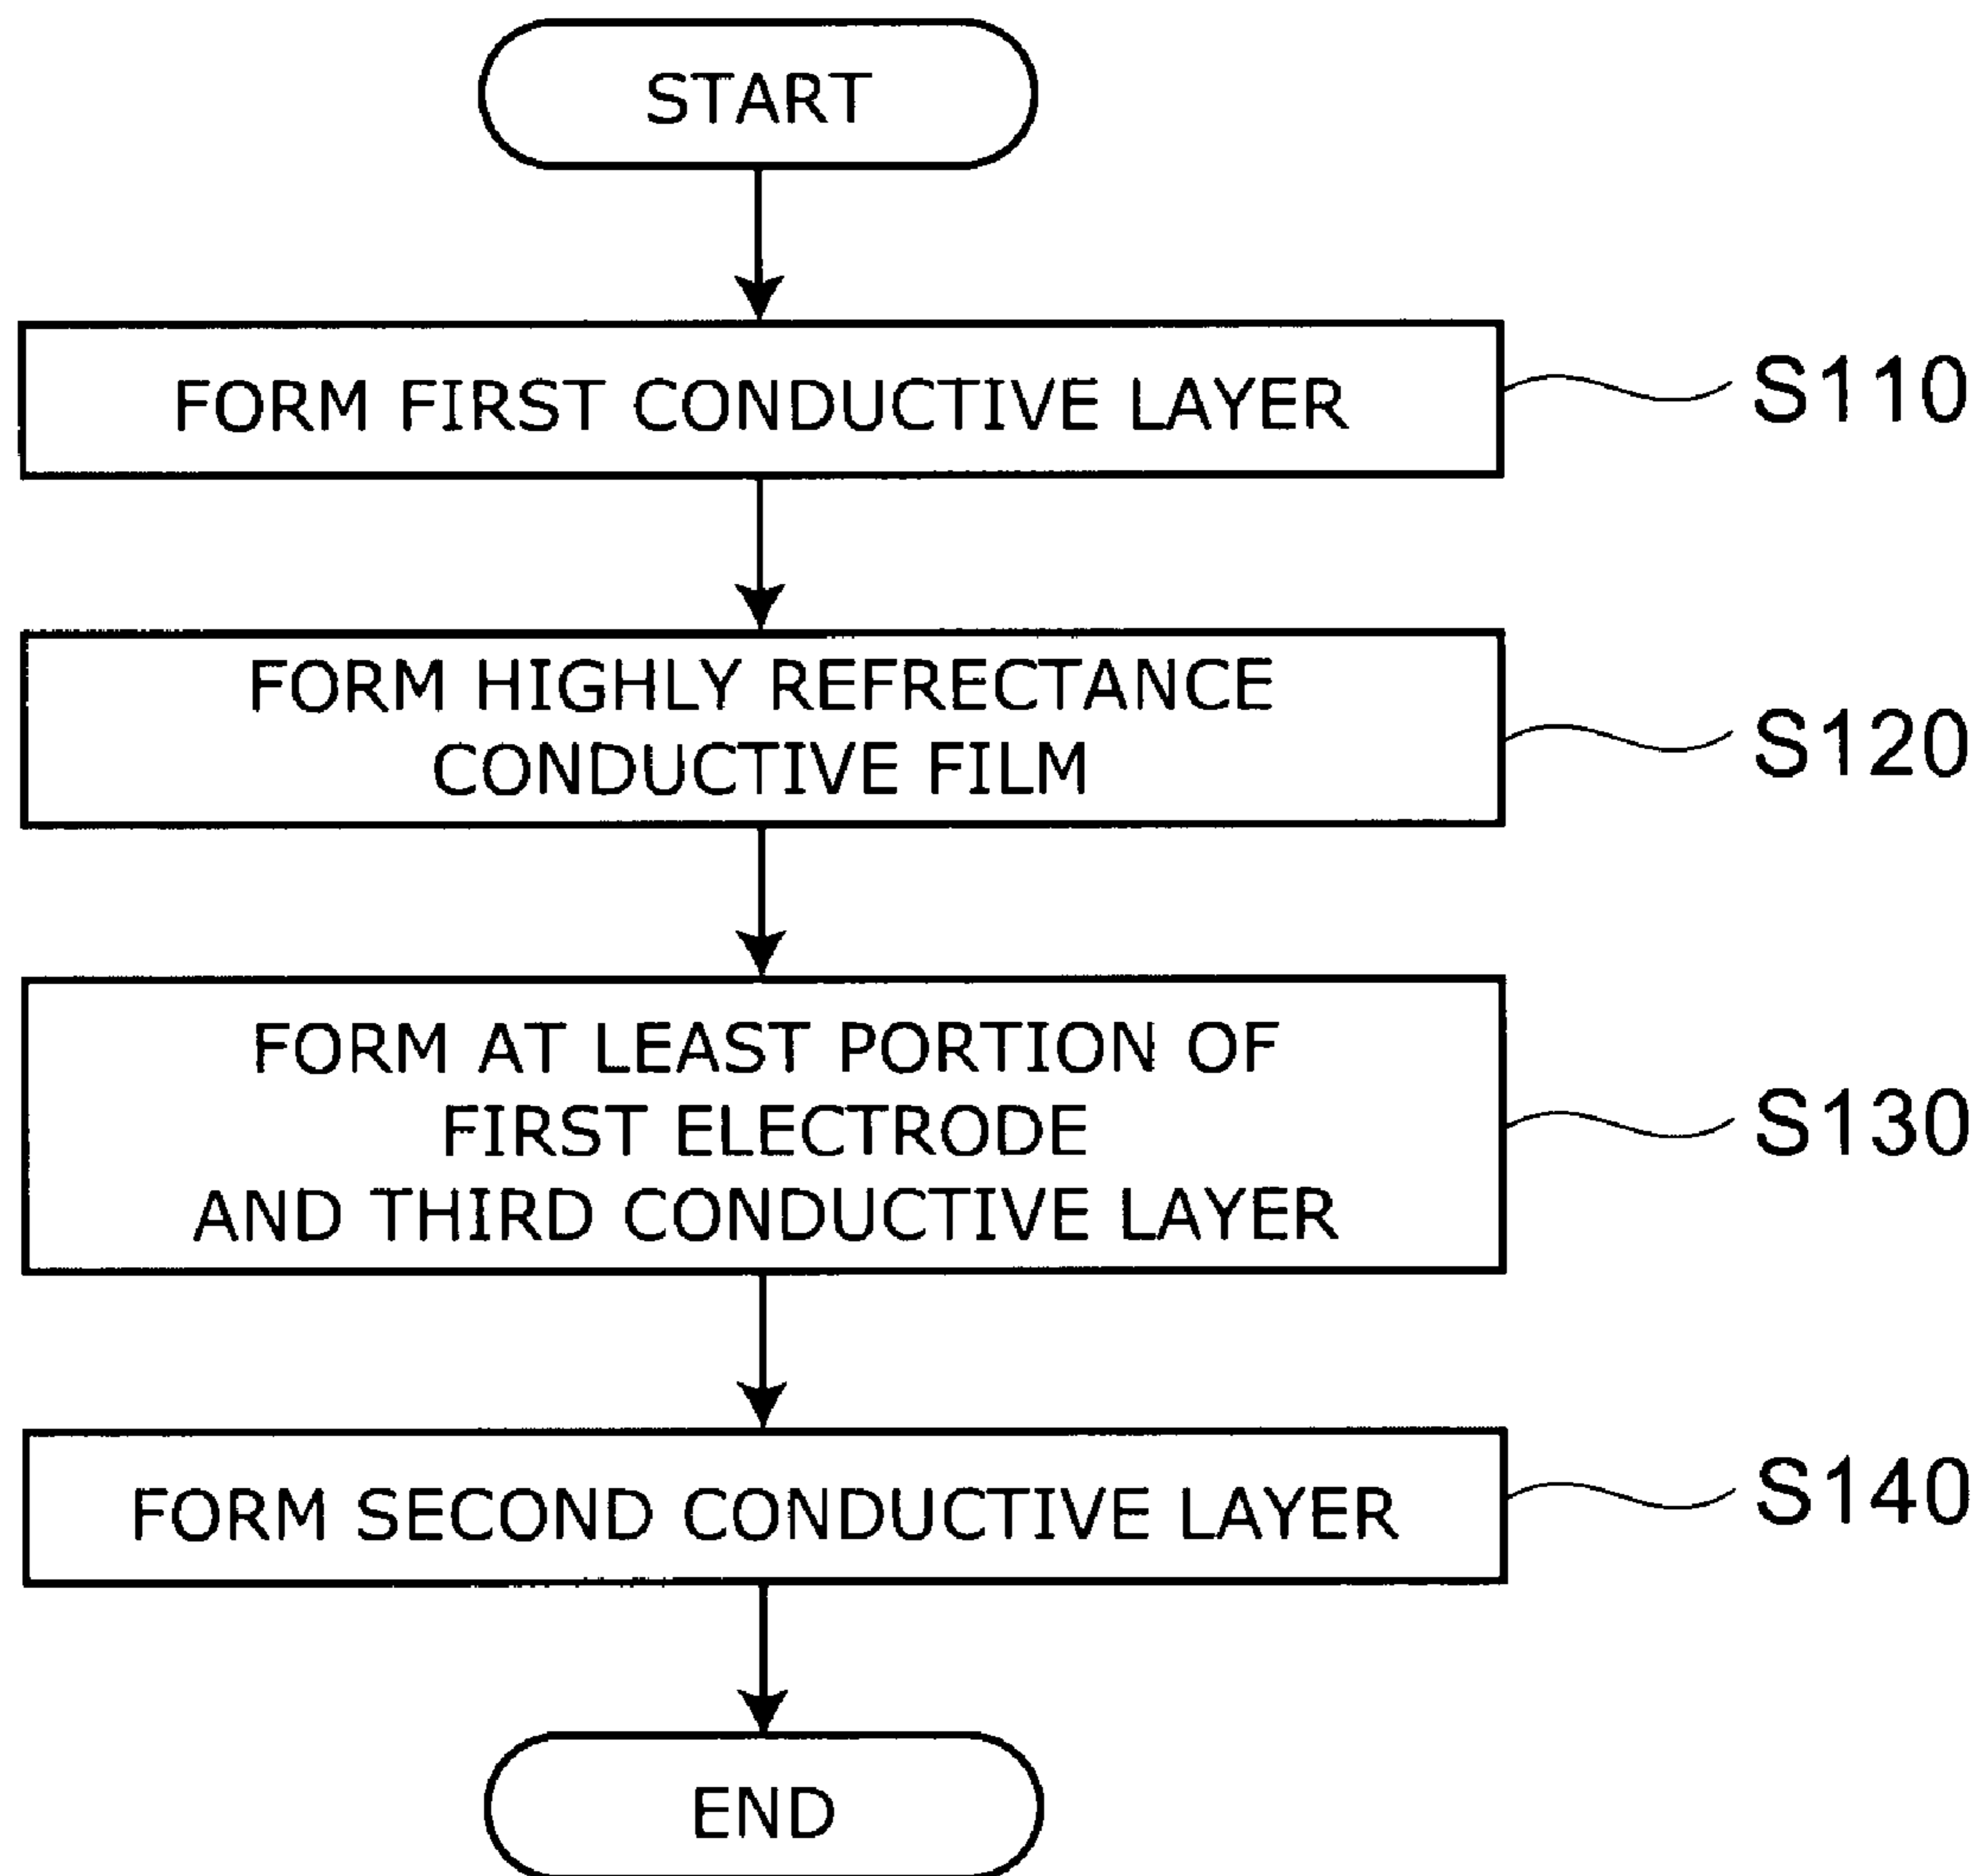 START
FORM FIRST CONDUCTIVE LAYER
S110
FORM HIGHLY REFRECTANCE
CONDUCTIVE FILM
S120
FORM AT LEAST PORTION OF
FIRST ELECTRODE
AND THIRD CONDUCTIVE LAYER
S130
FORM SECOND CONDUCTIVE LAYER
S140
END